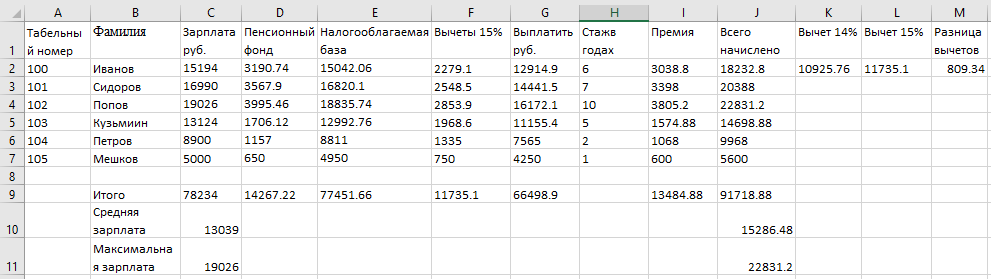 A B C D E F G H I J K L M
1 Табельны й номер Фамилия Зарплата руб. Пенсионный фонд Налогооблагаемая база Вычеты 15% Выплатить руб. Стажв годах Премия Всего начислено Вычет 14% Вычет 15% Разница вычетов
2 100 Иванов 15194 3190.74 15042.06 2279.1 12914.9 6 3038.8 18232.8 10925.76 11735.1 809.34
3 101 Сидоров 16990 3567.9 16820.1 2548.5 14441.5 7 3398 20388
4 102 Попов 19026 3995.46 18835.74 2853.9 16172.1 10 3805.2 22831.2
5 103 Кузьмиин 13124 1706.12 12992.76 1968.6 11155.4 5 1574.88 14698.88
6 104 Петров 8900 1157 8811 1335 7565 2 1068 9968
7 105 Мешков 5000 650 4950 750 4250 1 600 5600
8
9 Итого 78234 14267.22 77451.66 11735.1 66498.9 13484.88 91718.88
10 Средняя зарплата 13039 15286.48
11 Максимальна я зарплата 19026 22831.2